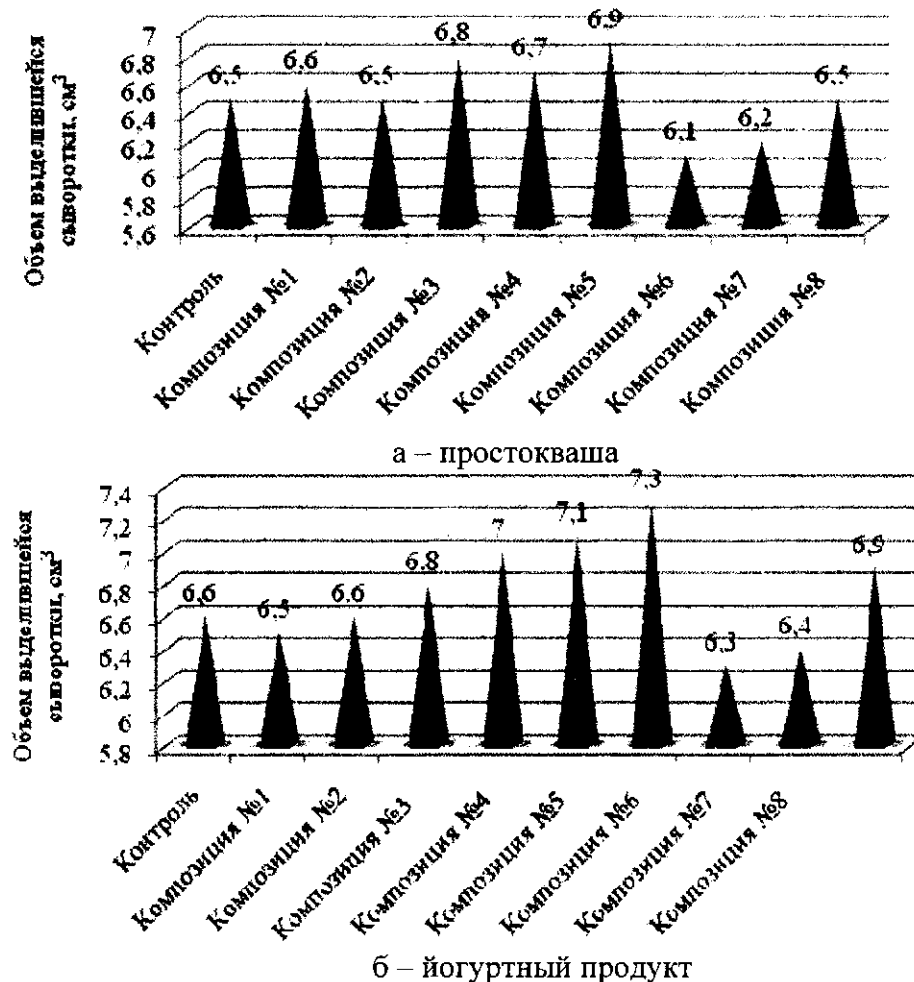 Объем выделившейся
сыворотки, см³
7
6,8
6,6
6,4
6,2
6
5,8
5,6
6,5
6,6
6,5
6,8
6,7
6,9
6,1
6,2
6,5
Контроль
Композиция №1
Композиция №2
Композиция №3
Композиция №4
Композиция №5
Композиция №6
Композиция №7
Композиция №8
а – простокваша
Объем выделившейся
сыворотки, см³
7,4
7,2
7
6,8
6,6
6,4
6,2
6
5,8
6,6
6,5
6.6
6.8
7
7,1
7,3
6,3
6,4
6,9
Контроль
Композиция №1
Композиция №2
Композиция №3
Композиция №4
Композиция №5
Композиция №6
Композиция №7
Композиция №8
б – йогуртный продукт